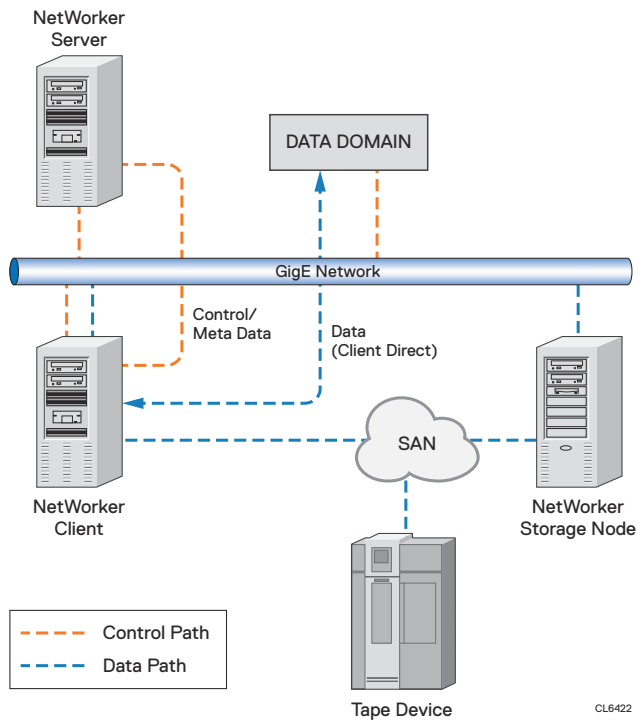 NetWorker
Server
DATA DOMAIN
GigE Network
Control/
Meta Data
Data
(Client Direct)
SAN
NetWorker
Client
NetWorker
Storage Node
Control Path
Data Path
Tape Device
CL6422